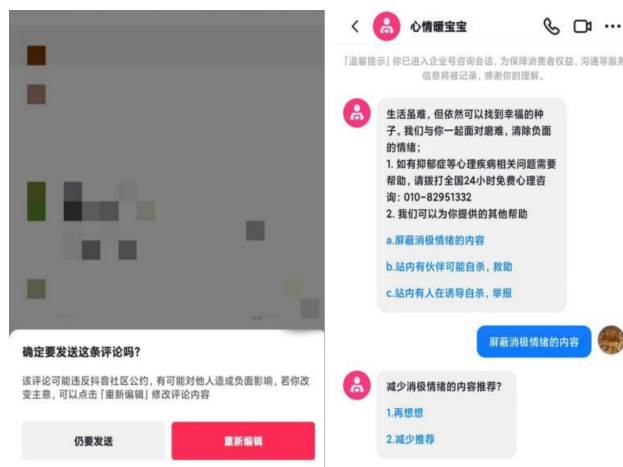 确定要发送这条评论吗?
该评论可能违反抖音社区公约,有可能对他人造成负面影响,若你改
变主意,可以点击「重新编辑」修改评论内容
仍要发送
重新编辑
心情暖宝宝
「温馨提示」你已进入企业号咨询会话,为保障消费者权益、沟通等服务
信息将被记录,感谢你的理解。
生活虽难,但依然可以找到幸福的种
子。我们与你一起面对磨难,清除负面
的情绪;
1. 如有抑郁症等心理疾病相关问题需要
帮助,请拨打全国24小时免费心理咨
询:010-82951332
2. 我们可以为你提供的其他帮助
a.屏蔽消极情绪的内容
b.站内有伙伴可能自杀,救助
c.站内有人在诱导自杀,举报
屏蔽消极情绪的内容
减少消极情绪的内容推荐?
1.再想想
2.减少推荐